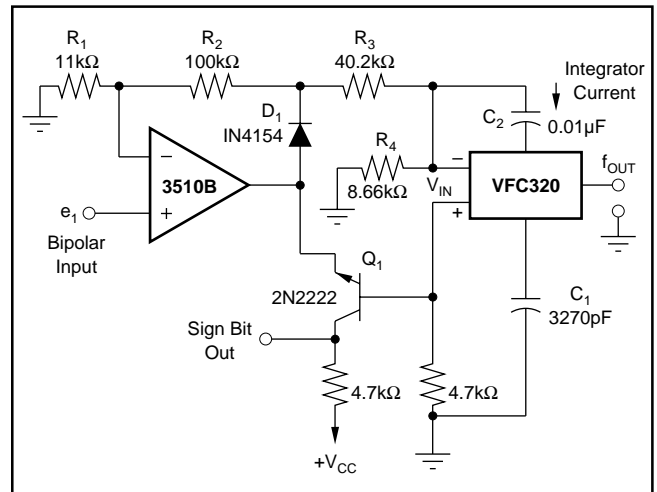 R1
11kΩ
R2
100kΩ
R3
40.2kΩ
Integrator
Current
D1
IN4154
C2
0.01µF
R4
8.66kΩ
–
3510B
+
e1
Bipolar
Input
–
VIN
+
VFC320
fOUT
Q1
2N2222
C1
3270pF
Sign Bit
Out
4.7kΩ
4.7kΩ
+VCC